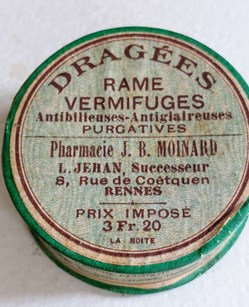 DRAGÉES
RAME
VERMIFUGES
Antibilieuses-Antiglaireuses
PURGATIVES
Pharmacie J. B. MOINARD
L. JEHAN, Successeur
8, Rue de Coëtquen
RENNES
PRIX IMPOSÉ
3 Fr. 20
LA BOITE